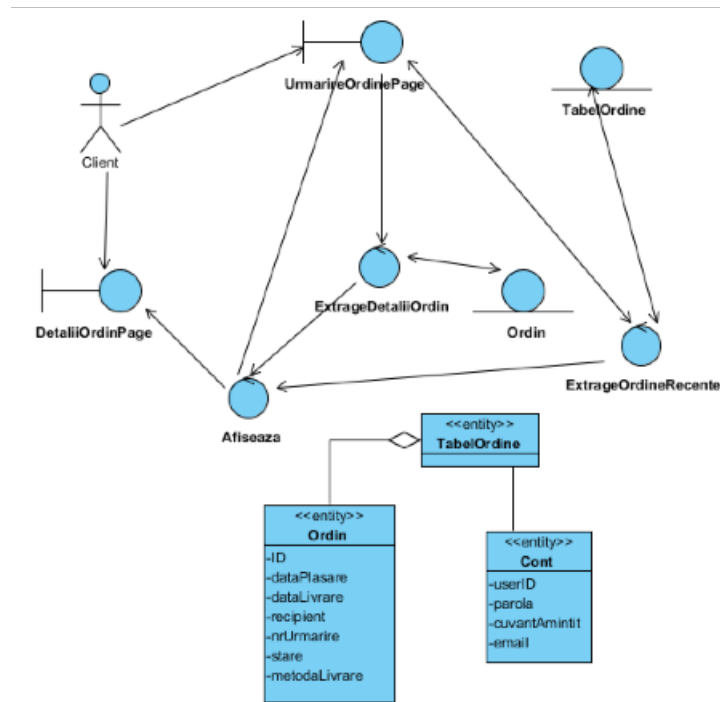 UrmarireOrdinePage
TabelOrdine
Client
ExtrageDetaliiOrdin
DetaliiOrdinPage
Ordin
ExtrageOrdineRecente
Afiseaza
<<entity>>
TabelOrdine
<<entity>>
Ordin
-ID
-dataPlasare
-dataLivrare
-recipient
-nrUrmarire
-stare
-metodaLivrare
<<entity>>
Cont
-userID
-parola
-cuvantAmintit
-email